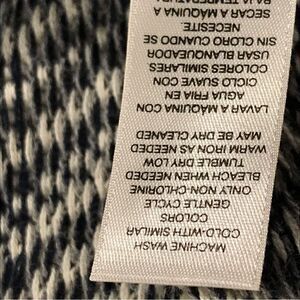 MACHINE WASH
COLD-WITH SIMILAR
COLORS
GENTLE CYCLE
ONLY NON-CHLORINE
BLEACH WHEN NEEDED
TUMBLE DRY LOW
WARM IRON AS NEEDED
MAY BE DRY CLEANED
LAVAR A MÁQUINA CON
AGUA FRIA EN
CICLO SUAVE CON
COLORES SIMILARES
USAR BLANQUEADOR
SIN CLORO CUANDO SE
NECESITE
SECAR A MÁQUINA A
BAJA TEMPERATURA